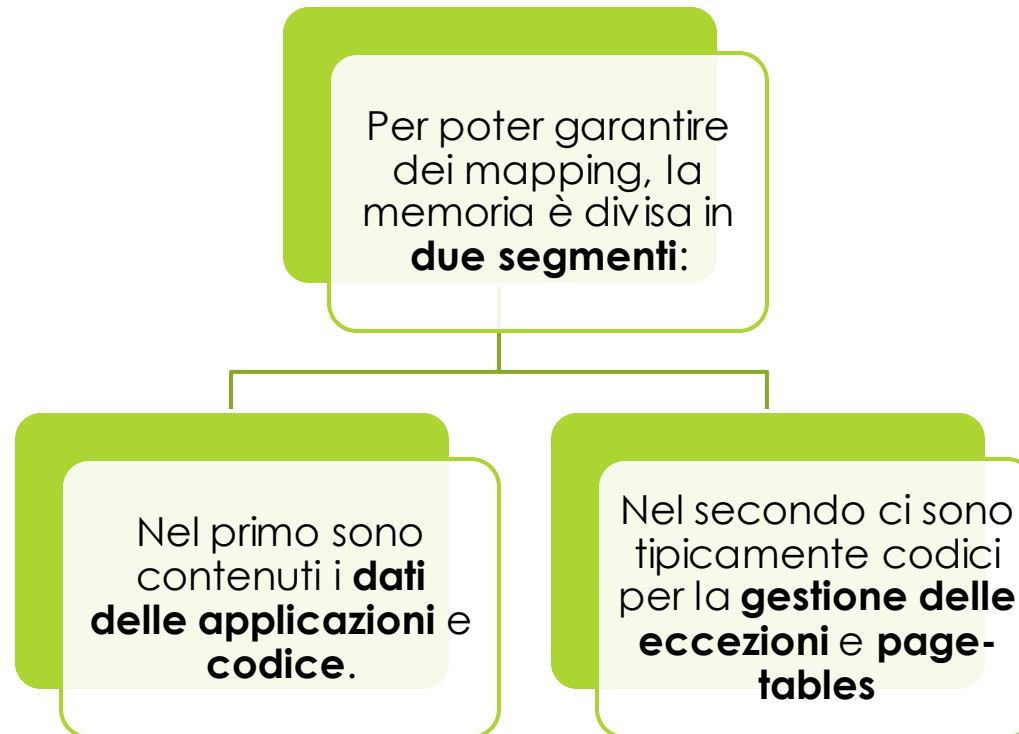 Per poter garantire
dei mapping, la
memoria è divisa in
due segmenti:
Nel primo sono
contenuti i dati
delle applicazioni e
codice.
Nel secondo ci sono
tipicamente codici
per la gestione delle
eccezioni e page-
tables